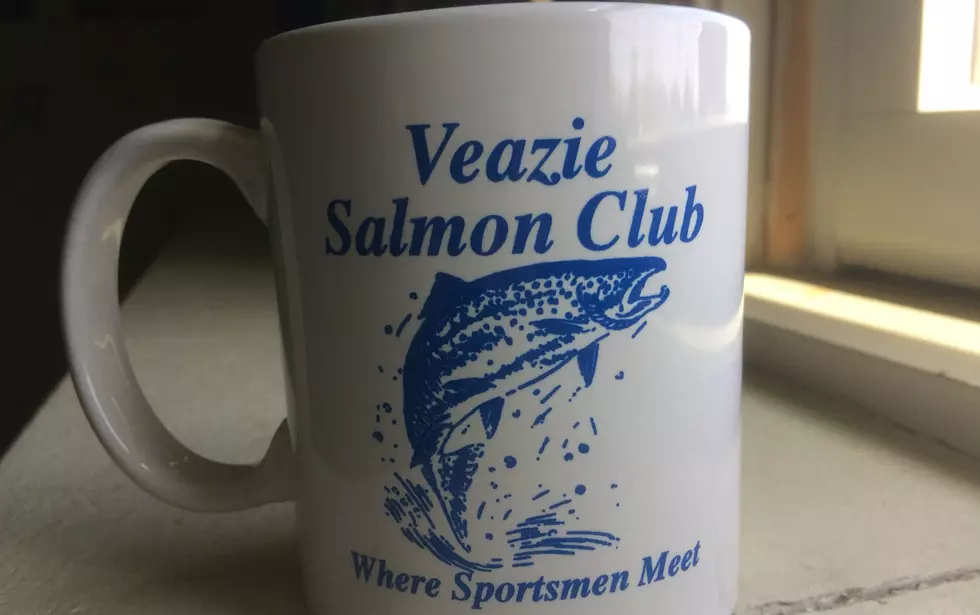 Veazie
Salmon Club
Where Sportsmen Meet